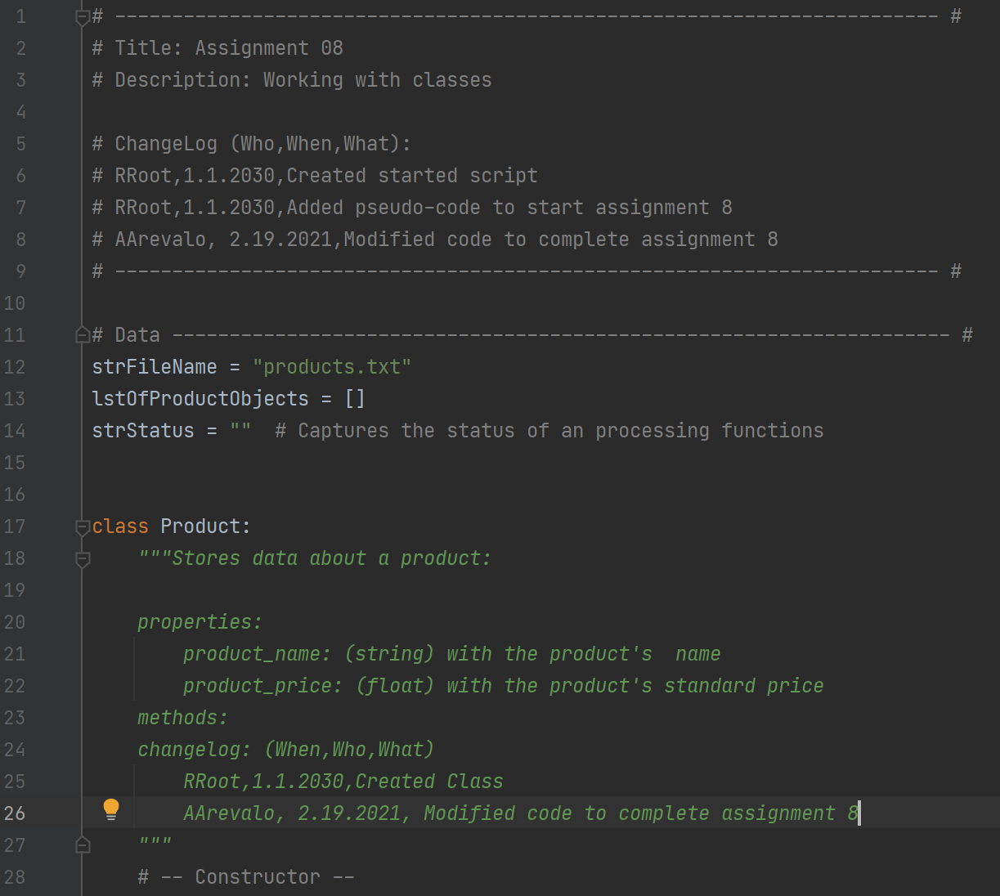 1 # ------------------------------------------------------------------------ #
2 # Title: Assignment 08
3 # Description: Working with classes
4
5 # ChangeLog (Who,When,What):
6 # RRoot,1.1.2030,Created started script
7 # RRoot,1.1.2030,Added pseudo-code to start assignment 8
8 # AArevalo, 2.19.2021,Modified code to complete assignment 8
9 # ------------------------------------------------------------------------ #
10
11 # Data -------------------------------------------------------------------- #
12 strFileName = "products.txt"
13 lstOfProductObjects = []
14 strStatus = ""  # Captures the status of an processing functions
15
16
17 class Product:
18     """Stores data about a product:
19
20     properties:
21         product_name: (string) with the product's  name
22         product_price: (float) with the product's standard price
23     methods:
24     changelog: (When,Who,What)
25         RRoot,1.1.2030,Created Class
26         AArevalo, 2.19.2021, Modified code to complete assignment 8
27     """
28     # -- Constructor --